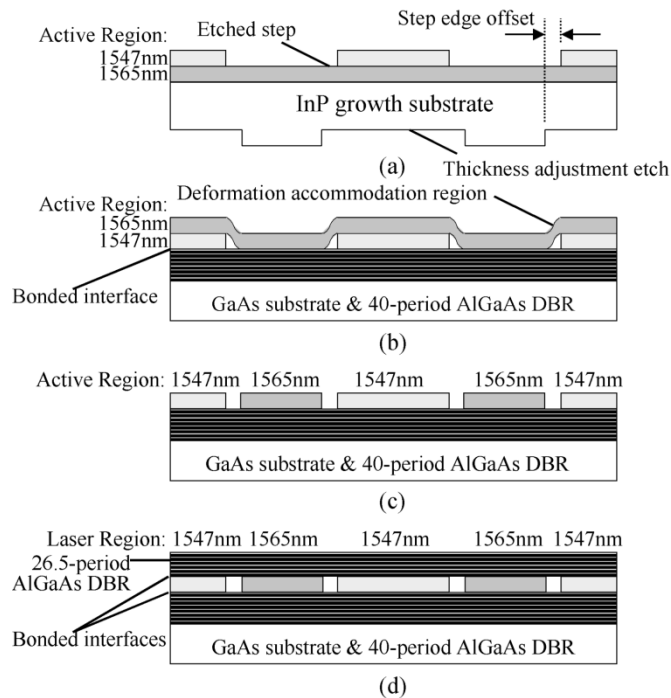 Active Region:
Etched step
Step edge offset
1547nm
1565nm
InP growth substrate
(a)
Thickness adjustment etch
Deformation accommodation region
Active Region:
1565nm
1547nm
Bonded interface
GaAs substrate & 40-period AlGaAs DBR
(b)
Active Region: 1547nm 1565nm 1547nm 1565nm 1547nm
GaAs substrate & 40-period AlGaAs DBR
(c)
Laser Region: 1547nm 1565nm 1547nm 1565nm 1547nm
26.5-period
AlGaAs DBR
Bonded interfaces
GaAs substrate & 40-period AlGaAs DBR
(d)